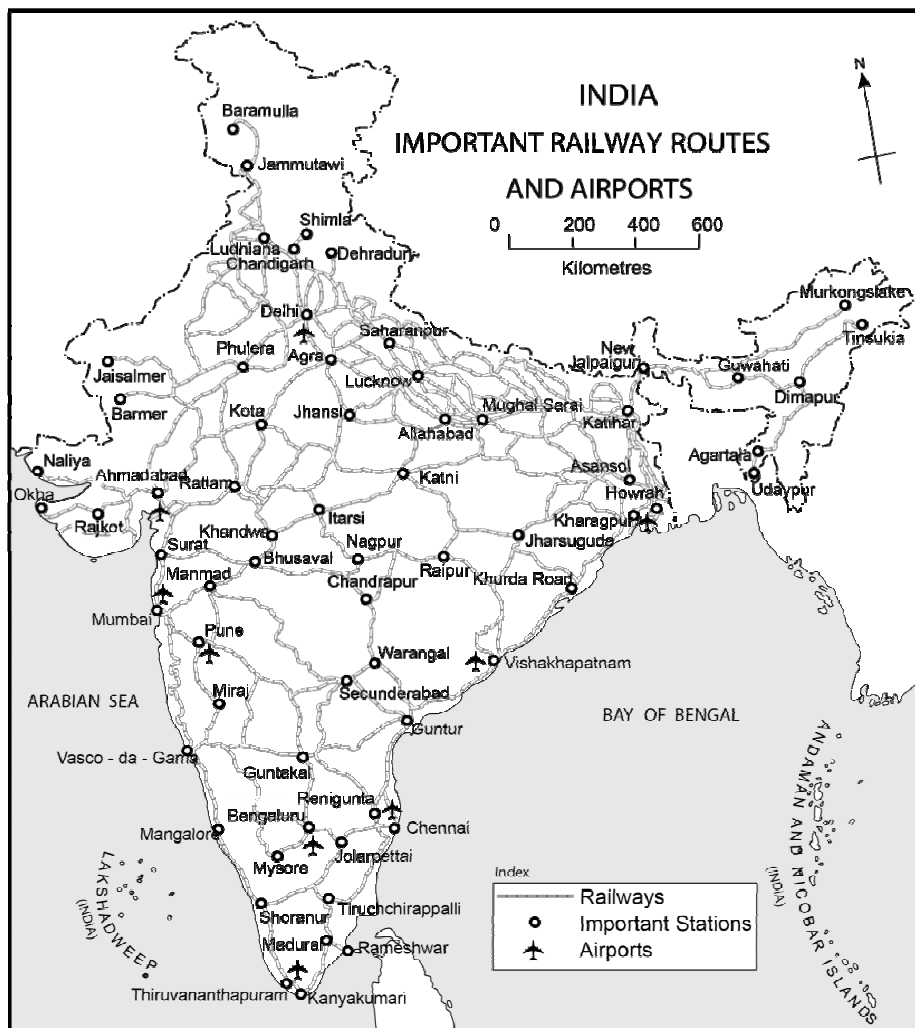 INDIA
IMPORTANT RAILWAY ROUTES
AND AIRPORTS
N
0 200 400 600
Kilometres
Baramulla
Jammutawi
Shimla
Ludhiana
Chandigarh
Dehradun
Delhi
Saharanpur
Murkongslake
Tinsukia
Phulera
Agra
New
Jalpaiguri
Guwahati
Jaisalmer
Lucknow
Dimapur
Barmer
Kota
Jhansi
Allahabad
Mughal Sarai
Katihar
Agartala
Naliya
Ahmadabad
Ratlam
Katni
Asansol
Howrah
Udaypur
Okha
Rajkot
Khandwa
Itarsi
Kharagpur
Jharsuguda
Surat
Bhusaval
Nagpur
Raipur
Manmad
Chandrapur
Khurda Road
Mumbai
Pune
Warangal
Vishakhapatnam
Secunderabad
ARABIAN SEA
Miraj
BAY OF BENGAL
Guntur
Vasco - da - Gama
Guntakal
Renigunta
Bengaluru
Mangalore
Chennai
Mysore
Jolarpettai
Shoranur
Tiruchchirappalli
Madurai
Rameshwar
Thiruvananthapuram
Kanyakumari
LAKSHADWEEP
(INDIA)
ANDAMAN AND NICOBAR ISLANDS
(INDIA)
Index
Railways
Important Stations
Airports